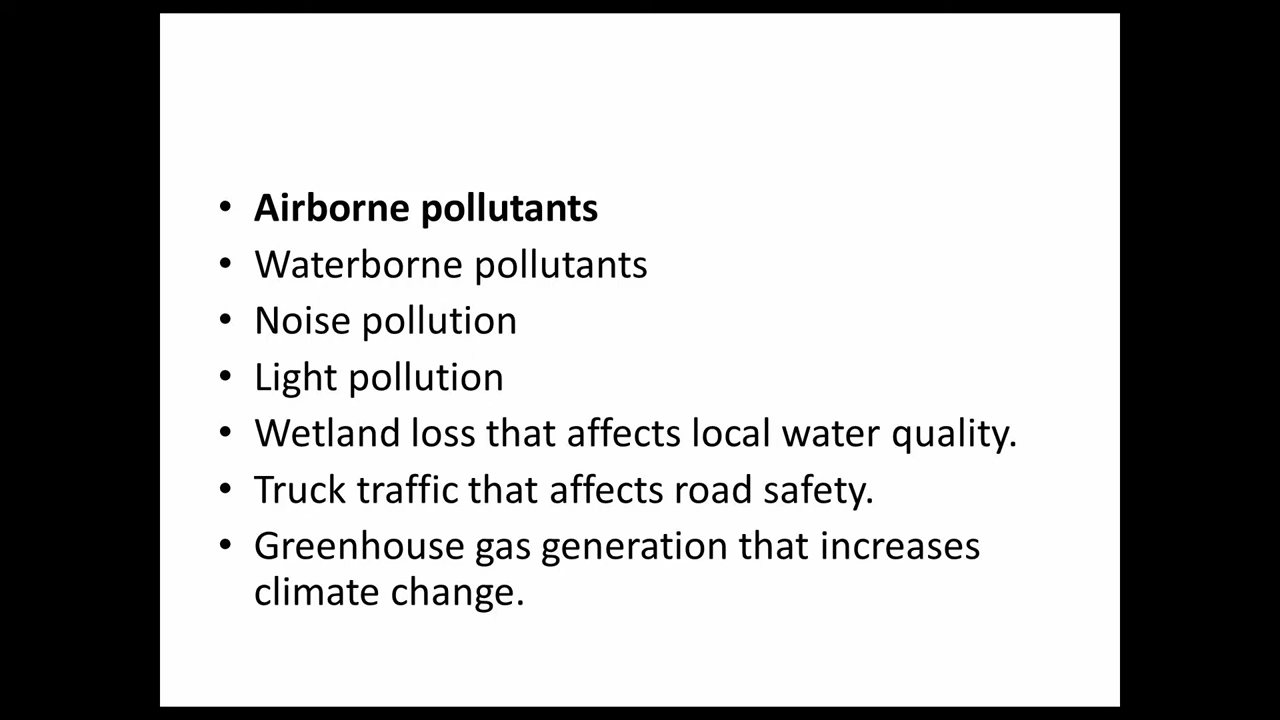 • Airborne pollutants
• Waterborne pollutants
• Noise pollution
• Light pollution
• Wetland loss that affects local water quality.
• Truck traffic that affects road safety.
• Greenhouse gas generation that increases
climate change.